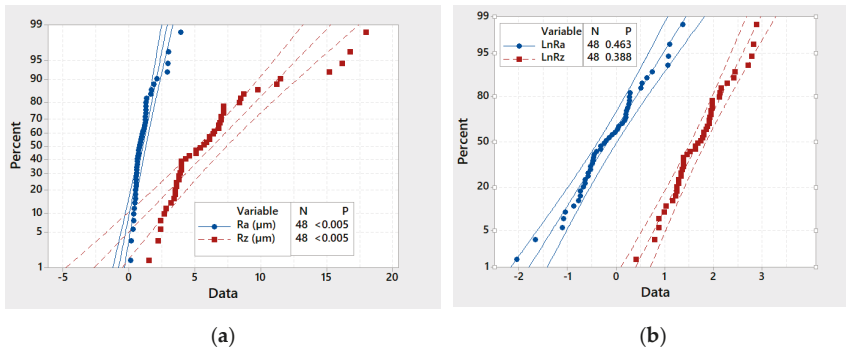 99
95
90
80
70
60
50
40
30
20
10
5
1
Percent
-5
0
5
10
15
20
Data
Variable N P
Ra (µm) 48 <0.005
Rz (µm) 48 <0.005
(a)
99
95
80
50
20
5
1
Percent
-2
-1
0
1
2
3
Data
Variable N P
LnRa 48 0.463
LnRz 48 0.388
(b)